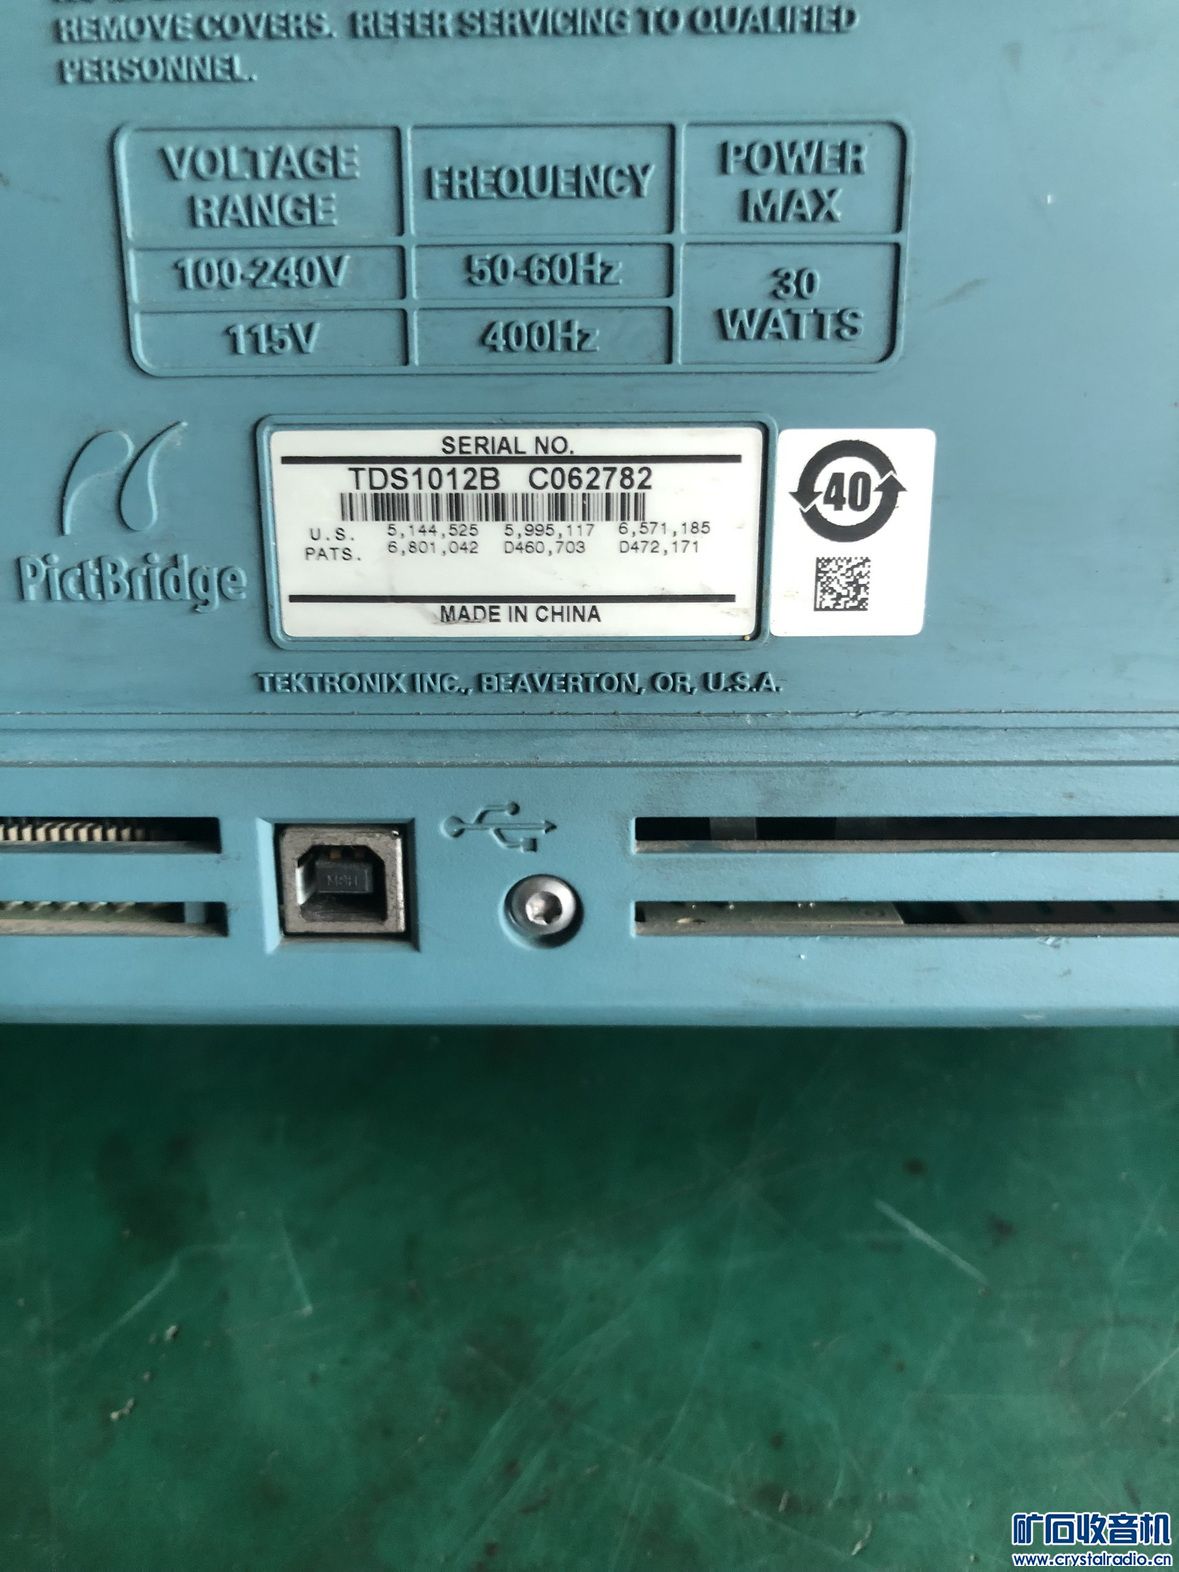 REMOVE COVERS. REFER SERVICING TO QUALIFIED
PERSONNEL.
VOLTAGE RANGE
FREQUENCY
POWER MAX
100-240V
50-60Hz
30 WATTS
115V
400Hz
PictBridge
SERIAL NO.
TDS1012B C062782
U.S. 5,144,525 5,995,117 6,571,185
PATS. 6,801,042 D460,703 D472,171
MADE IN CHINA
40
TEKTRONIX INC., BEAVERTON, OR, U.S.A.
矿石收音机
www.crystalradio.cn